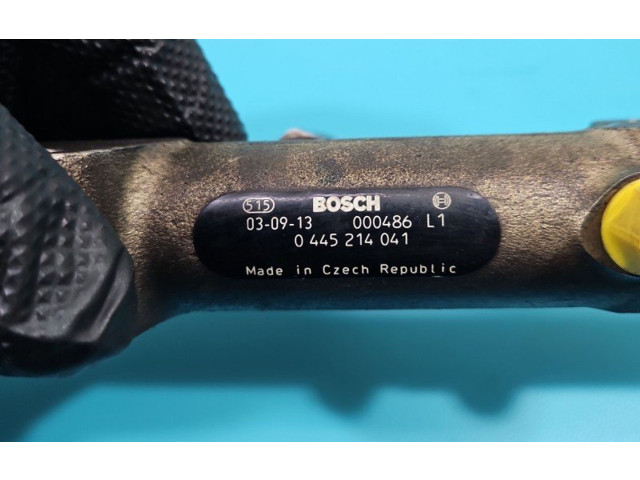 515 BOSCH
03-09-13 000486 L1
0 445 214 041
Made in Czech Republic